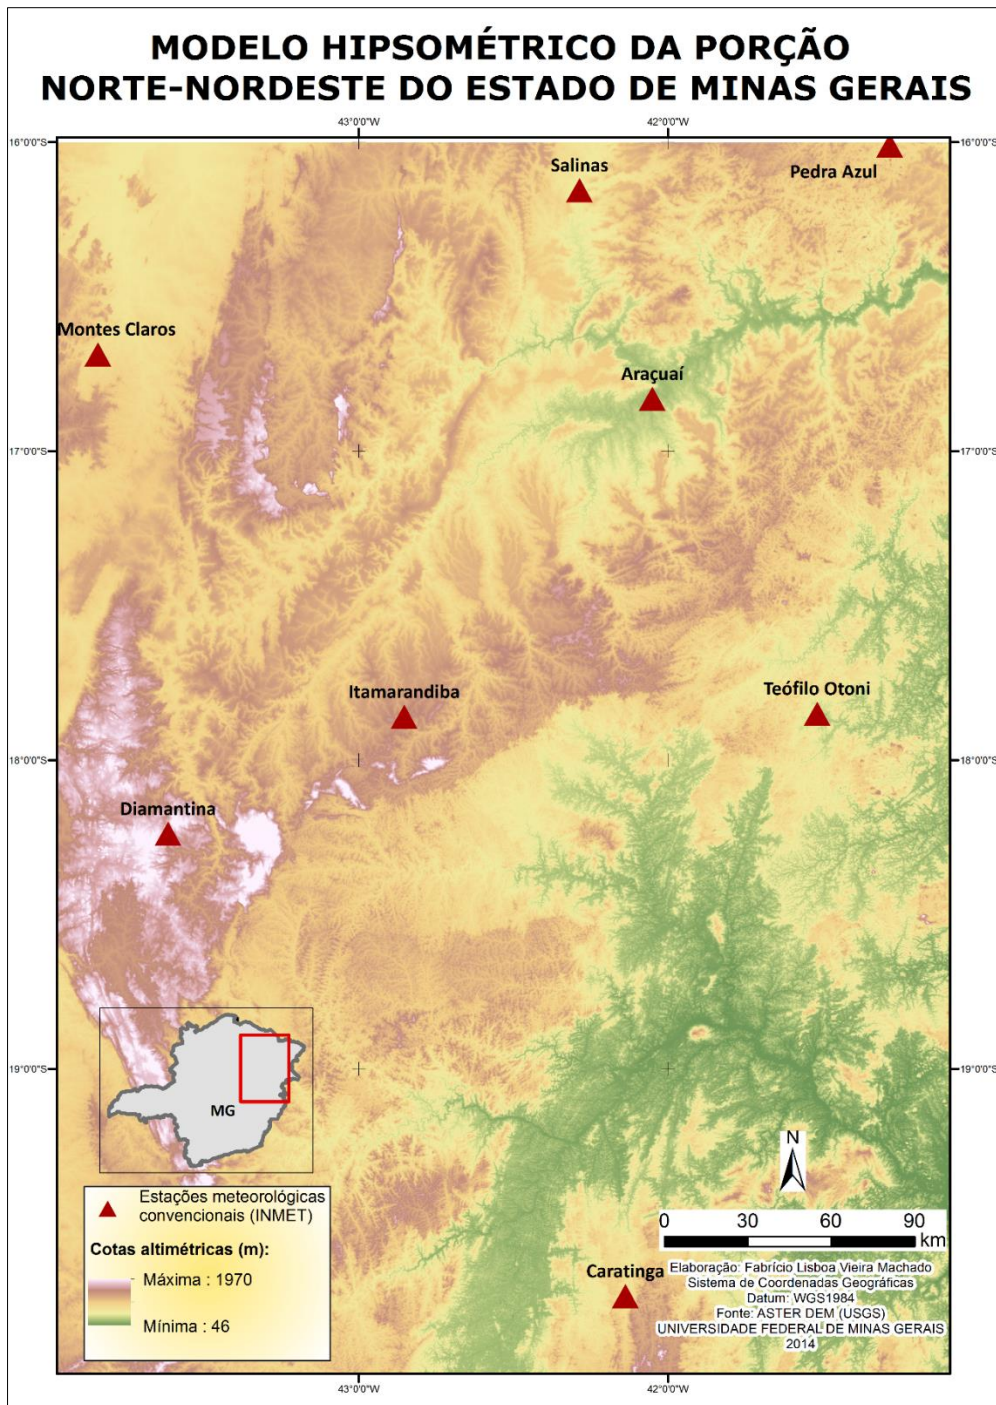 MODELO HIPSOMÉTRICO DA PORÇÃO
NORTE-NORDESTE DO ESTADO DE MINAS GERAIS
43°0'0"W
42°0'0"W
16°0'0"S
16°0'0"S
Salinas
Pedra Azul
Montes Claros
Araçuaí
17°0'0"S
17°0'0"S
Itamarandiba
Teófilo Otoni
18°0'0"S
18°0'0"S
Diamantina
19°0'0"S
19°0'0"S
MG
N
Estações meteorológicas
convencionais (INMET)
Cotas altimétricas (m):
Máxima : 1970
Mínima : 46
0 30 60 90
km
Caratinga
Elaboração: Fabrício Lisboa Vieira Machado
Sistema de Coordenadas Geográficas
Datum: WGS1984
Fonte: ASTER DEM (USGS)
UNIVERSIDADE FEDERAL DE MINAS GERAIS
2014
43°0'0"W
42°0'0"W